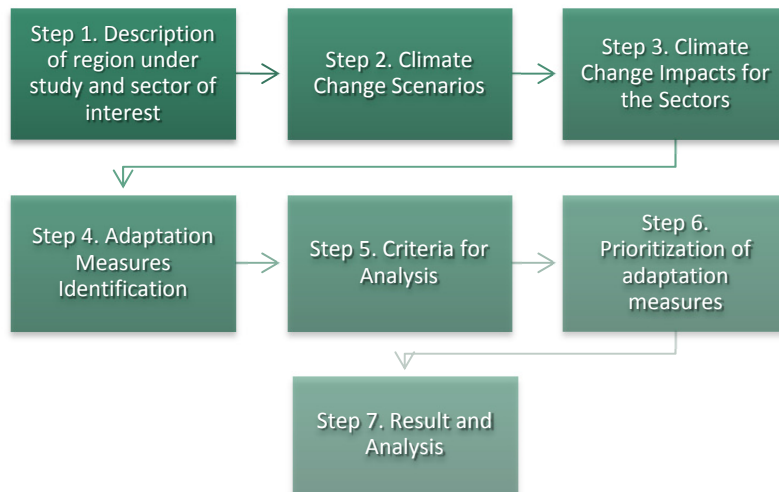 Step 1. Description
of region under
study and sector of
interest
Step 2. Climate
Change Scenarios
Step 3. Climate
Change Impacts for
the Sectors
Step 4. Adaptation
Measures
Identification
Step 5. Criteria for
Analysis
Step 6.
Prioritization of
adaptation
measures
Step 7. Result and
Analysis